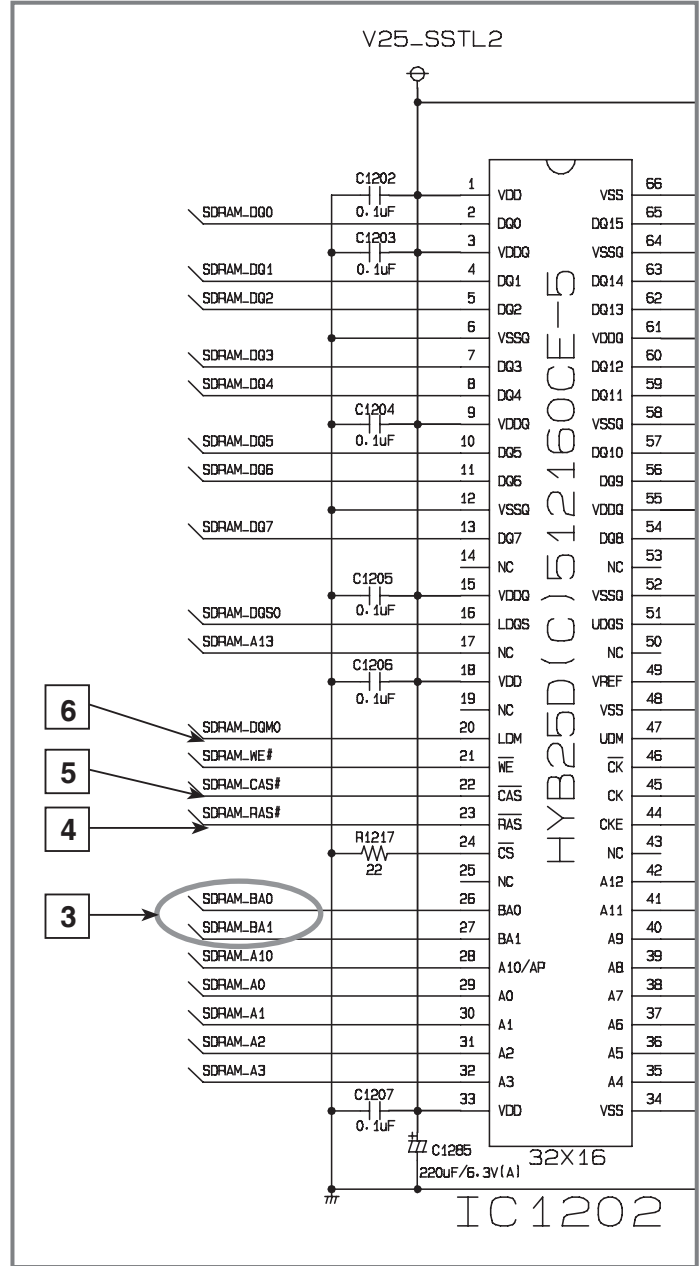 V25_SSTL2
C1202
0.1uF
C1203
0.1uF
C1204
0.1uF
C1205
0.1uF
C1206
0.1uF
R1217
22
C1207
0.1uF
C1285
220uF/6.3V(A)
SDRAM_DQ0
SDRAM_DQ1
SDRAM_DQ2
SDRAM_DQ3
SDRAM_DQ4
SDRAM_DQ5
SDRAM_DQ6
SDRAM_DQ7
SDRAM_DQS0
SDRAM_A13
SDRAM_DQM0
SDRAM_WE#
SDRAM_CAS#
SDRAM_RAS#
SDRAM_BA0
SDRAM_BA1
SDRAM_A10
SDRAM_A0
SDRAM_A1
SDRAM_A2
SDRAM_A3
6
5
4
3
1 VDD VSS 66
2 DQ0 DQ15 65
3 VDDQ VSSQ 64
4 DQ1 DQ14 63
5 DQ2 DQ13 62
6 VSSQ VDDQ 61
7 DQ3 DQ12 60
8 DQ4 DQ11 59
9 VDDQ VSSQ 58
10 DQ5 DQ10 57
11 DQ6 DQ9 56
12 VSSQ VDDQ 55
13 DQ7 DQ8 54
14 NC NC 53
15 VDDQ VSSQ 52
16 LDQS UDQS 51
17 NC NC 50
18 VDD VREF 49
19 NC VSS 48
20 LDM UDM 47
21 WE CK 46
22 CAS CK 45
23 RAS CKE 44
24 CS NC 43
25 NC A12 42
26 BA0 A11 41
27 BA1 A9 40
28 A10/AP A8 39
29 A0 A7 38
30 A1 A6 37
31 A2 A5 36
32 A3 A4 35
33 VDD VSS 34
HYB25D(C)512160CE-5
32X16
IC1202